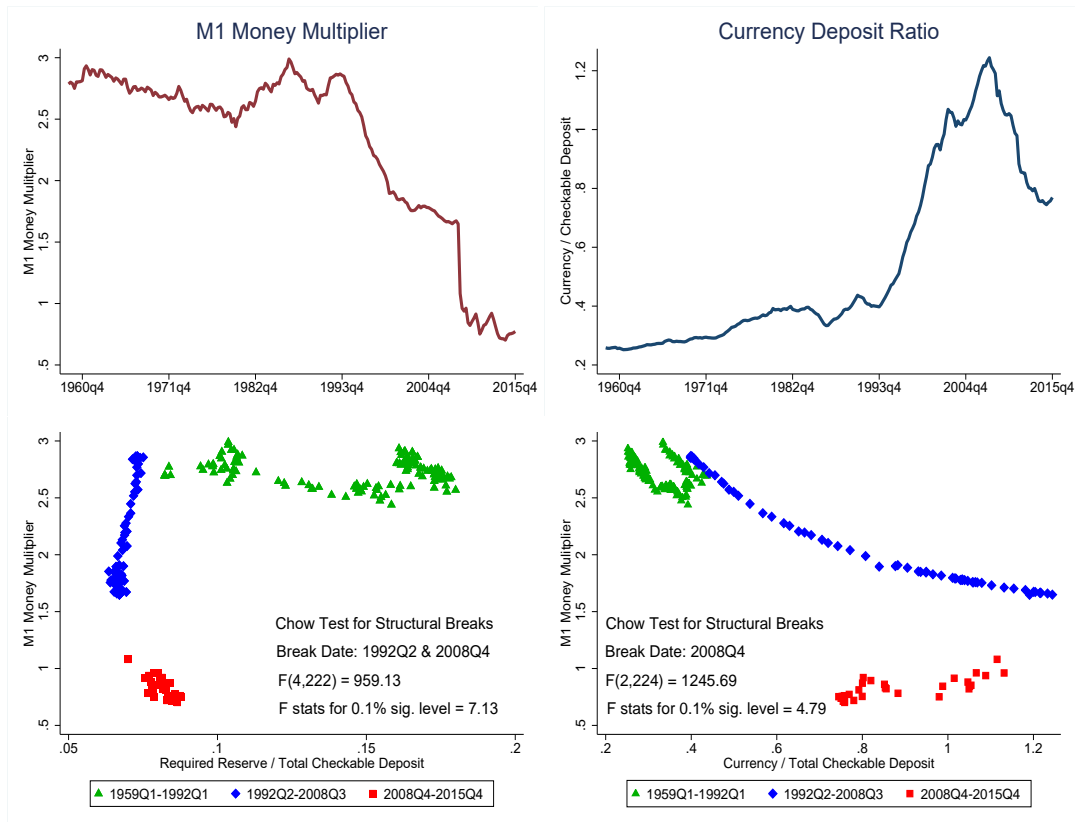 M1 Money Multiplier
3
2.5
2
1.5
1
.5
M1 Money Mulitplier
1960q4 1971q4 1982q4 1993q4 2004q4 2015q4
Currency Deposit Ratio
1.2
1
.8
.6
.4
.2
Currency / Checkable Deposit
1960q4 1971q4 1982q4 1993q4 2004q4 2015q4
3
2.5
2
1.5
1
.5
M1 Money Mulitplier
Chow Test for Structural Breaks
Break Date: 1992Q2 & 2008Q4
F(4,222) = 959.13
F stats for 0.1% sig. level = 7.13
.05 .1 .15 .2
Required Reserve / Total Checkable Deposit
1959Q1-1992Q1 1992Q2-2008Q3 2008Q4-2015Q4
3
2.5
2
1.5
1
.5
M1 Money Mulitplier
Chow Test for Structural Breaks
Break Date: 2008Q4
F(2,224) = 1245.69
F stats for 0.1% sig. level = 4.79
.2 .4 .6 .8 1 1.2
Currency / Total Checkable Deposit
1959Q1-1992Q1 1992Q2-2008Q3 2008Q4-2015Q4